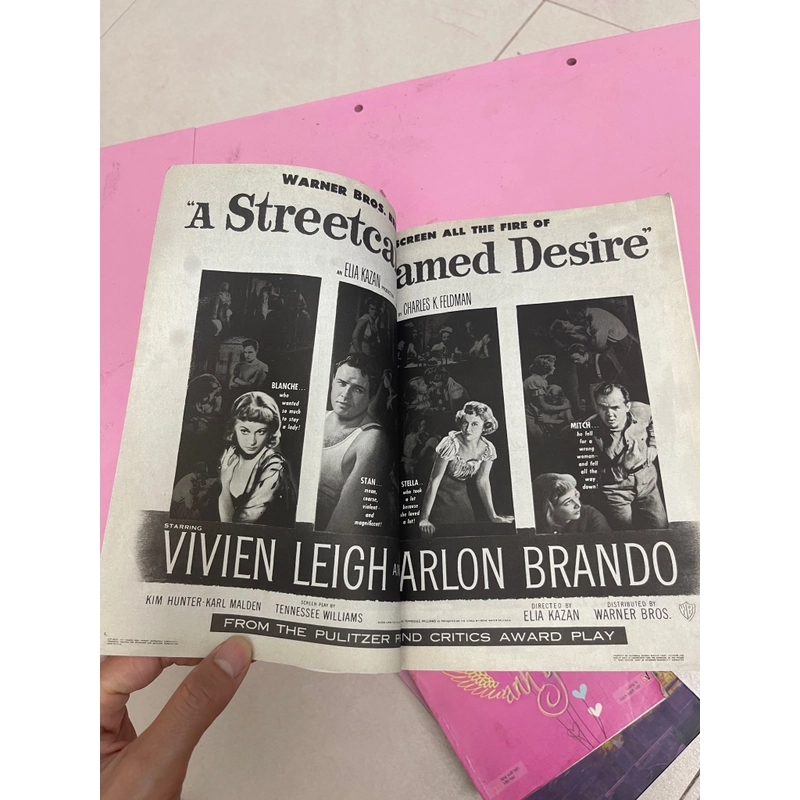 WARNER BROS.
SCREEN ALL THE FIRE OF
"A Streetca
amed Desire"
AN ELIA KAZAN
CHARLES K. FELDMAN
BLANCHE...
who
wanted
so much
to stay
a lady!
STAN...
mean,
coarse,
violent-
and
magnificent!
STELLA...
who took
a lot
because
she loved
a lot!
MITCH...
he fell
for a
wrong
woman-
and fell
all the
way
down!
STARRING
VIVIEN LEIGH
ARLON BRANDO
KIM HUNTER·KARL MALDEN
SCREEN PLAY BY
TENNESSEE WILLIAMS
DIRECTED BY
ELIA KAZAN
DISTRIBUTED BY
WARNER BROS.
WB
FROM THE PULITZER
ND CRITICS AWARD PLAY